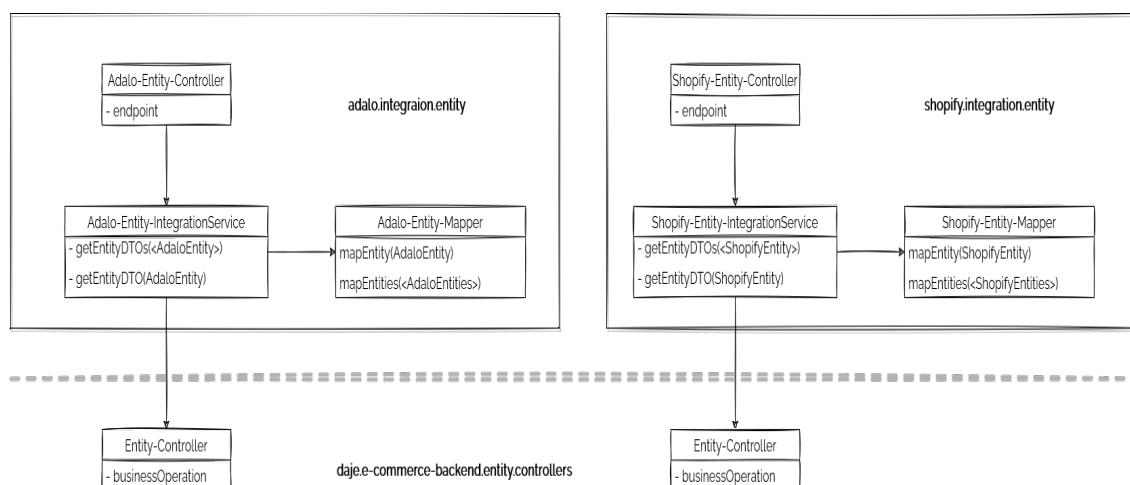 Adalo-Entity-Controller
- endpoint
adalo.integraion.entity
Adalo-Entity-IntegrationService
- getEntityDTOs(<AdaloEntity>)
- getEntityDTO(AdaloEntity)
Adalo-Entity-Mapper
mapEntity(AdaloEntity)
mapEntities(<AdaloEntities>)
Shopify-Entity-Controller
- endpoint
shopify.integration.entity
Shopify-Entity-IntegrationService
- getEntityDTOs(<ShopifyEntity>)
- getEntityDTO(ShopifyEntity)
Shopify-Entity-Mapper
mapEntity(ShopifyEntity)
mapEntities(<ShopifyEntities>)
Entity-Controller
- businessOperation
daje.e-commerce-backend.entity.controllers
Entity-Controller
- businessOperation